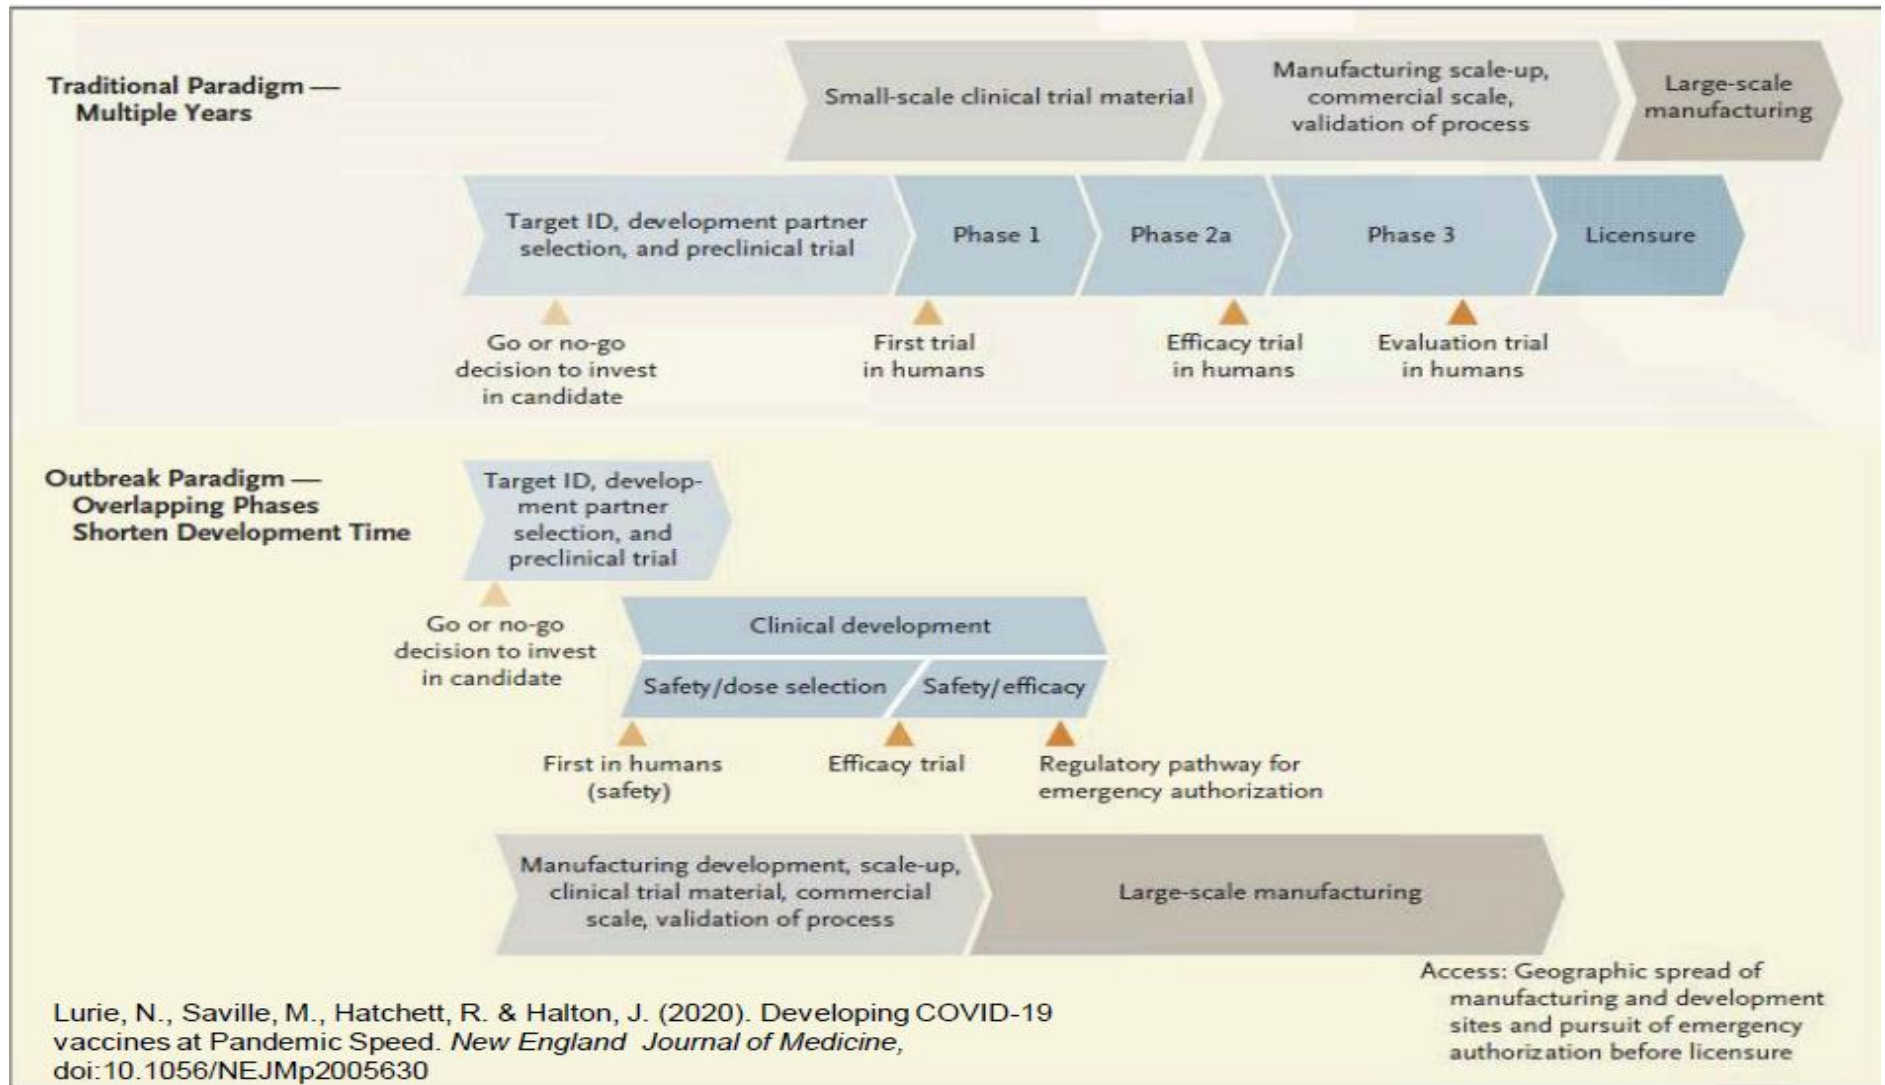 Traditional Paradigm —
Multiple Years
Small-scale clinical trial material
Manufacturing scale-up,
commercial scale,
validation of process
Large-scale
manufacturing
Target ID, development partner
selection, and preclinical trial
Phase 1
Phase 2a
Phase 3
Licensure
Go or no-go
decision to invest
in candidate
First trial
in humans
Efficacy trial
in humans
Evaluation trial
in humans
Outbreak Paradigm —
Overlapping Phases
Shorten Development Time
Target ID, develop-
ment partner
selection, and
preclinical trial
Go or no-go
decision to invest
in candidate
Clinical development
Safety/dose selection
Safety/efficacy
First in humans
(safety)
Efficacy trial
Regulatory pathway for
emergency authorization
Manufacturing development, scale-up,
clinical trial material, commercial
scale, validation of process
Large-scale manufacturing
Access: Geographic spread of
manufacturing and development
sites and pursuit of emergency
authorization before licensure
Lurie, N., Saville, M., Hatchett, R. & Halton, J. (2020). Developing COVID-19
vaccines at Pandemic Speed. New England Journal of Medicine,
doi:10.1056/NEJMp2005630